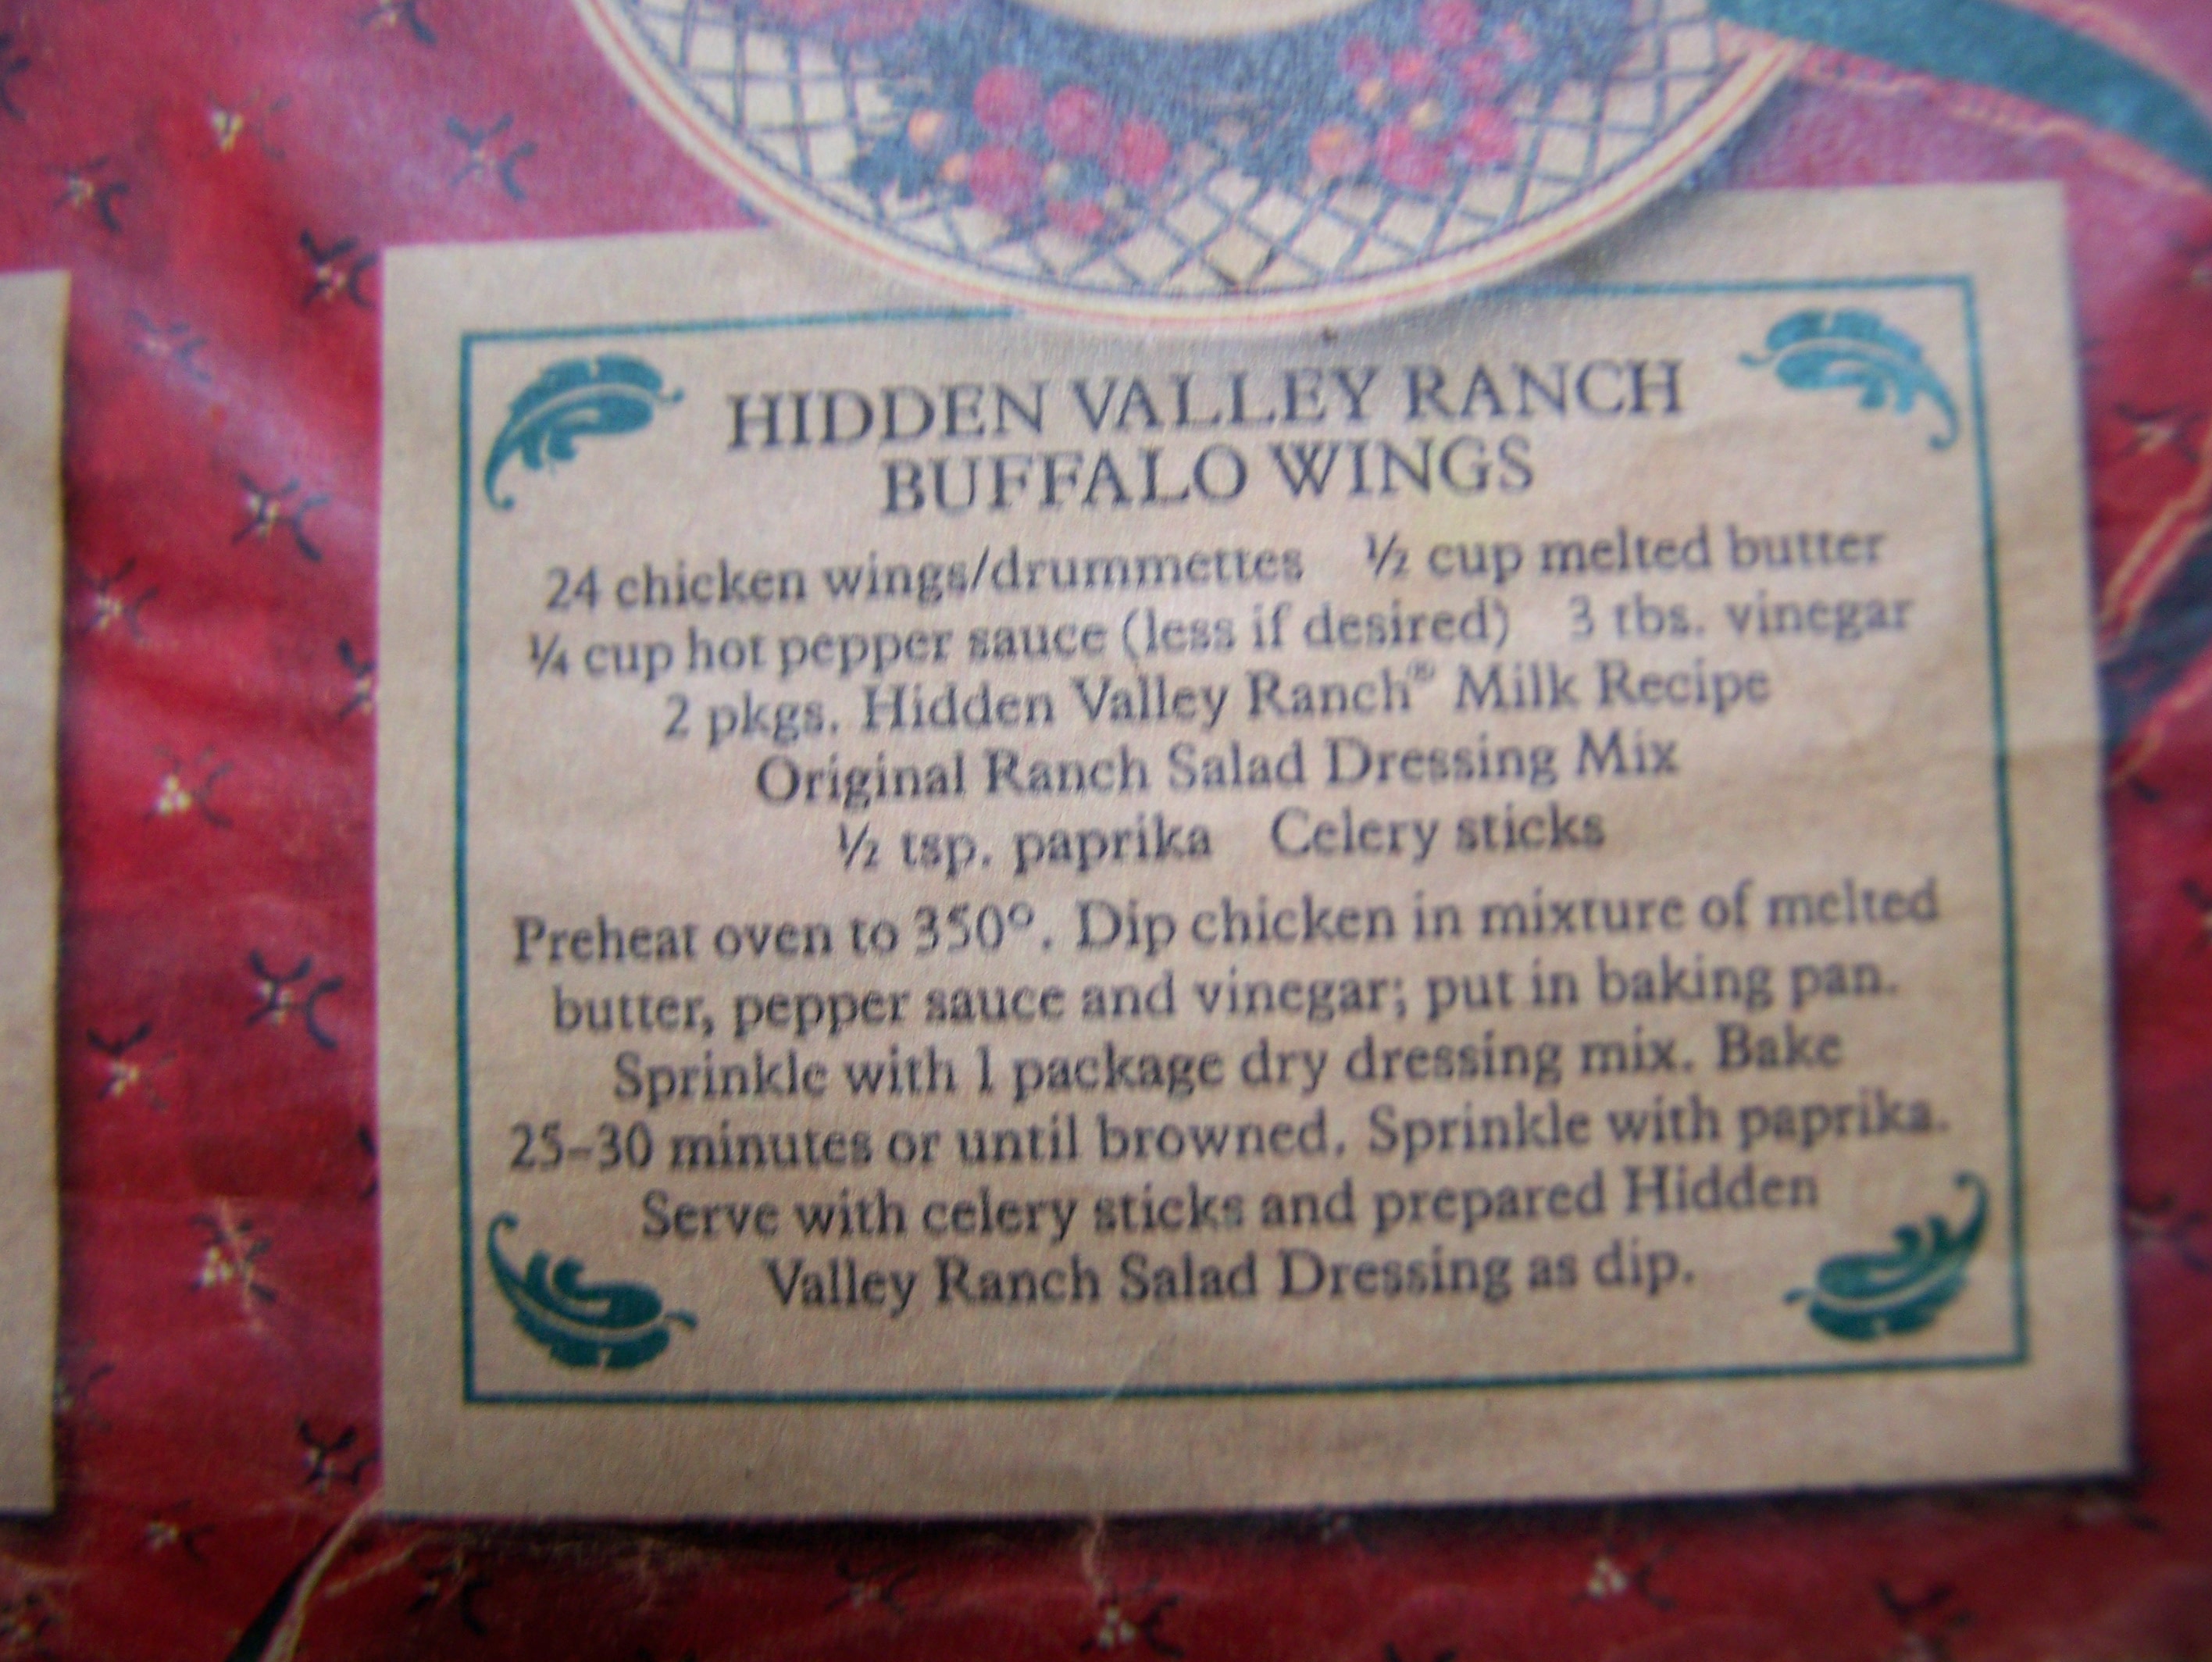 HIDDEN VALLEY RANCH
BUFFALO WINGS
24 chicken wings/drummettes ½ cup melted butter
¼ cup hot pepper sauce (less if desired) 3 tbs. vinegar
2 pkgs. Hidden Valley Ranch® Milk Recipe
Original Ranch Salad Dressing Mix
½ tsp. paprika Celery sticks
Preheat oven to 350°. Dip chicken in mixture of melted
butter, pepper sauce and vinegar; put in baking pan.
Sprinkle with 1 package dry dressing mix. Bake
25–30 minutes or until browned. Sprinkle with paprika.
Serve with celery sticks and prepared Hidden
Valley Ranch Salad Dressing as dip.